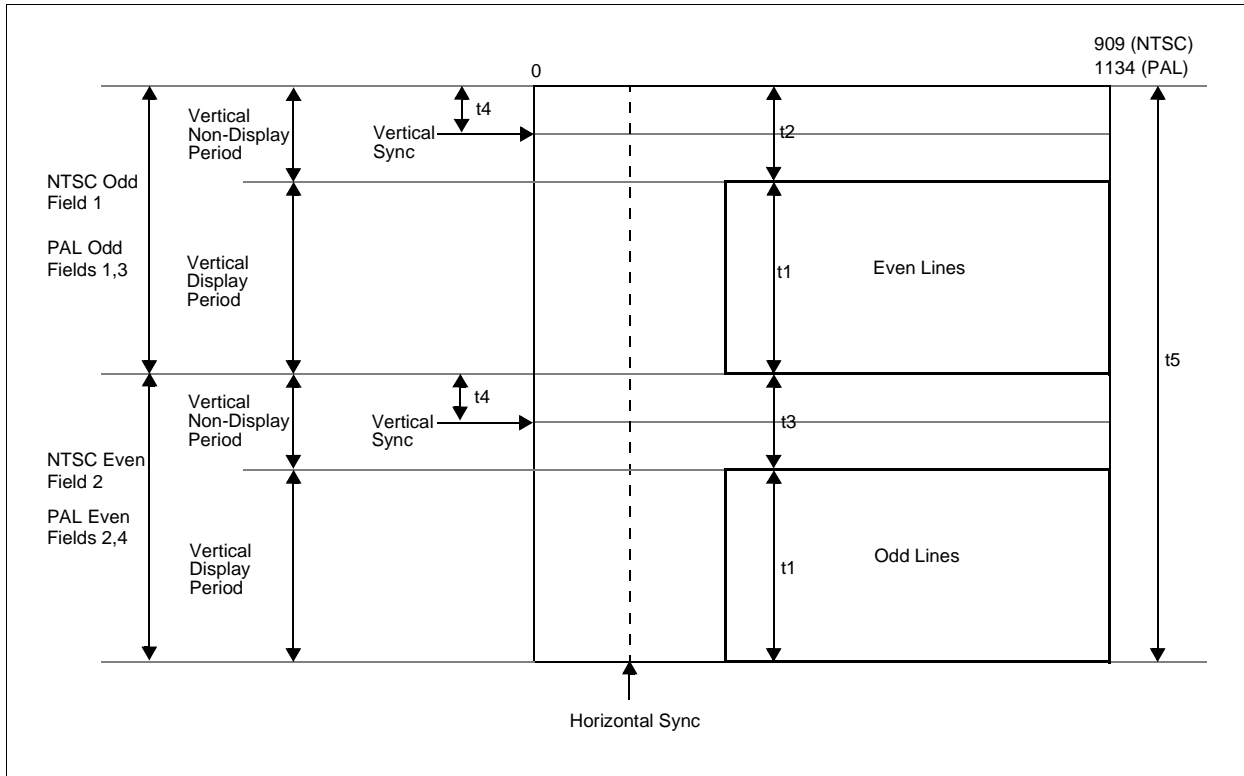 909 (NTSC)
1134 (PAL)
0
t4
Vertical
Non-Display
Period
Vertical
Sync
t2
NTSC Odd
Field 1
PAL Odd
Fields 1,3
Vertical
Display
Period
t1
Even Lines
t5
t4
Vertical
Non-Display
Period
Vertical
Sync
t3
NTSC Even
Field 2
PAL Even
Fields 2,4
Vertical
Display
Period
t1
Odd Lines
Horizontal Sync